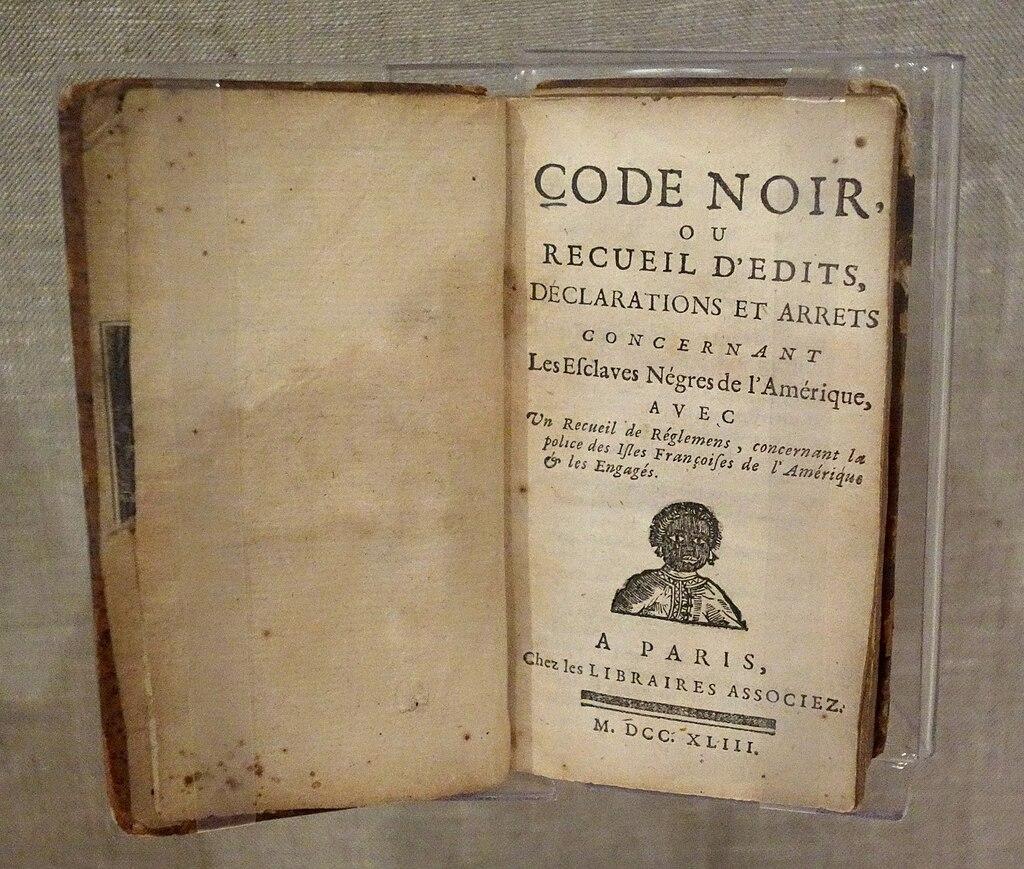 CODE NOIR,
OU
RECUEIL D'EDITS,
DÉCLARATIONS ET ARRETS
CONCERNANT
Les Eſclaves Négres de l'Amérique,
AVEC
Un Recueil de Réglemens, concernant la
police des Iſles Françoiſes de l'Amérique
& les Engagés.
A PARIS,
Chez les LIBRAIRES ASSOCIEZ.
M. DCC. XLIII.